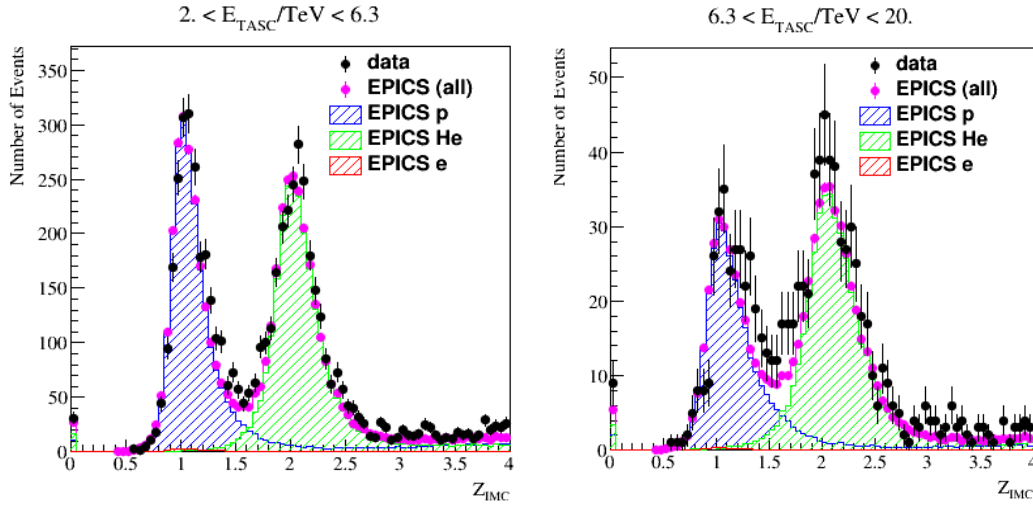 2. < E_TASC/TeV < 6.3
Number of Events
350
300
250
200
150
100
50
0
data
EPICS (all)
EPICS p
EPICS He
EPICS e
0 0.5 1 1.5 2 2.5 3 3.5 4
Z_IMC
6.3 < E_TASC/TeV < 20.
Number of Events
50
40
30
20
10
0
data
EPICS (all)
EPICS p
EPICS He
EPICS e
0 0.5 1 1.5 2 2.5 3 3.5 4
Z_IMC